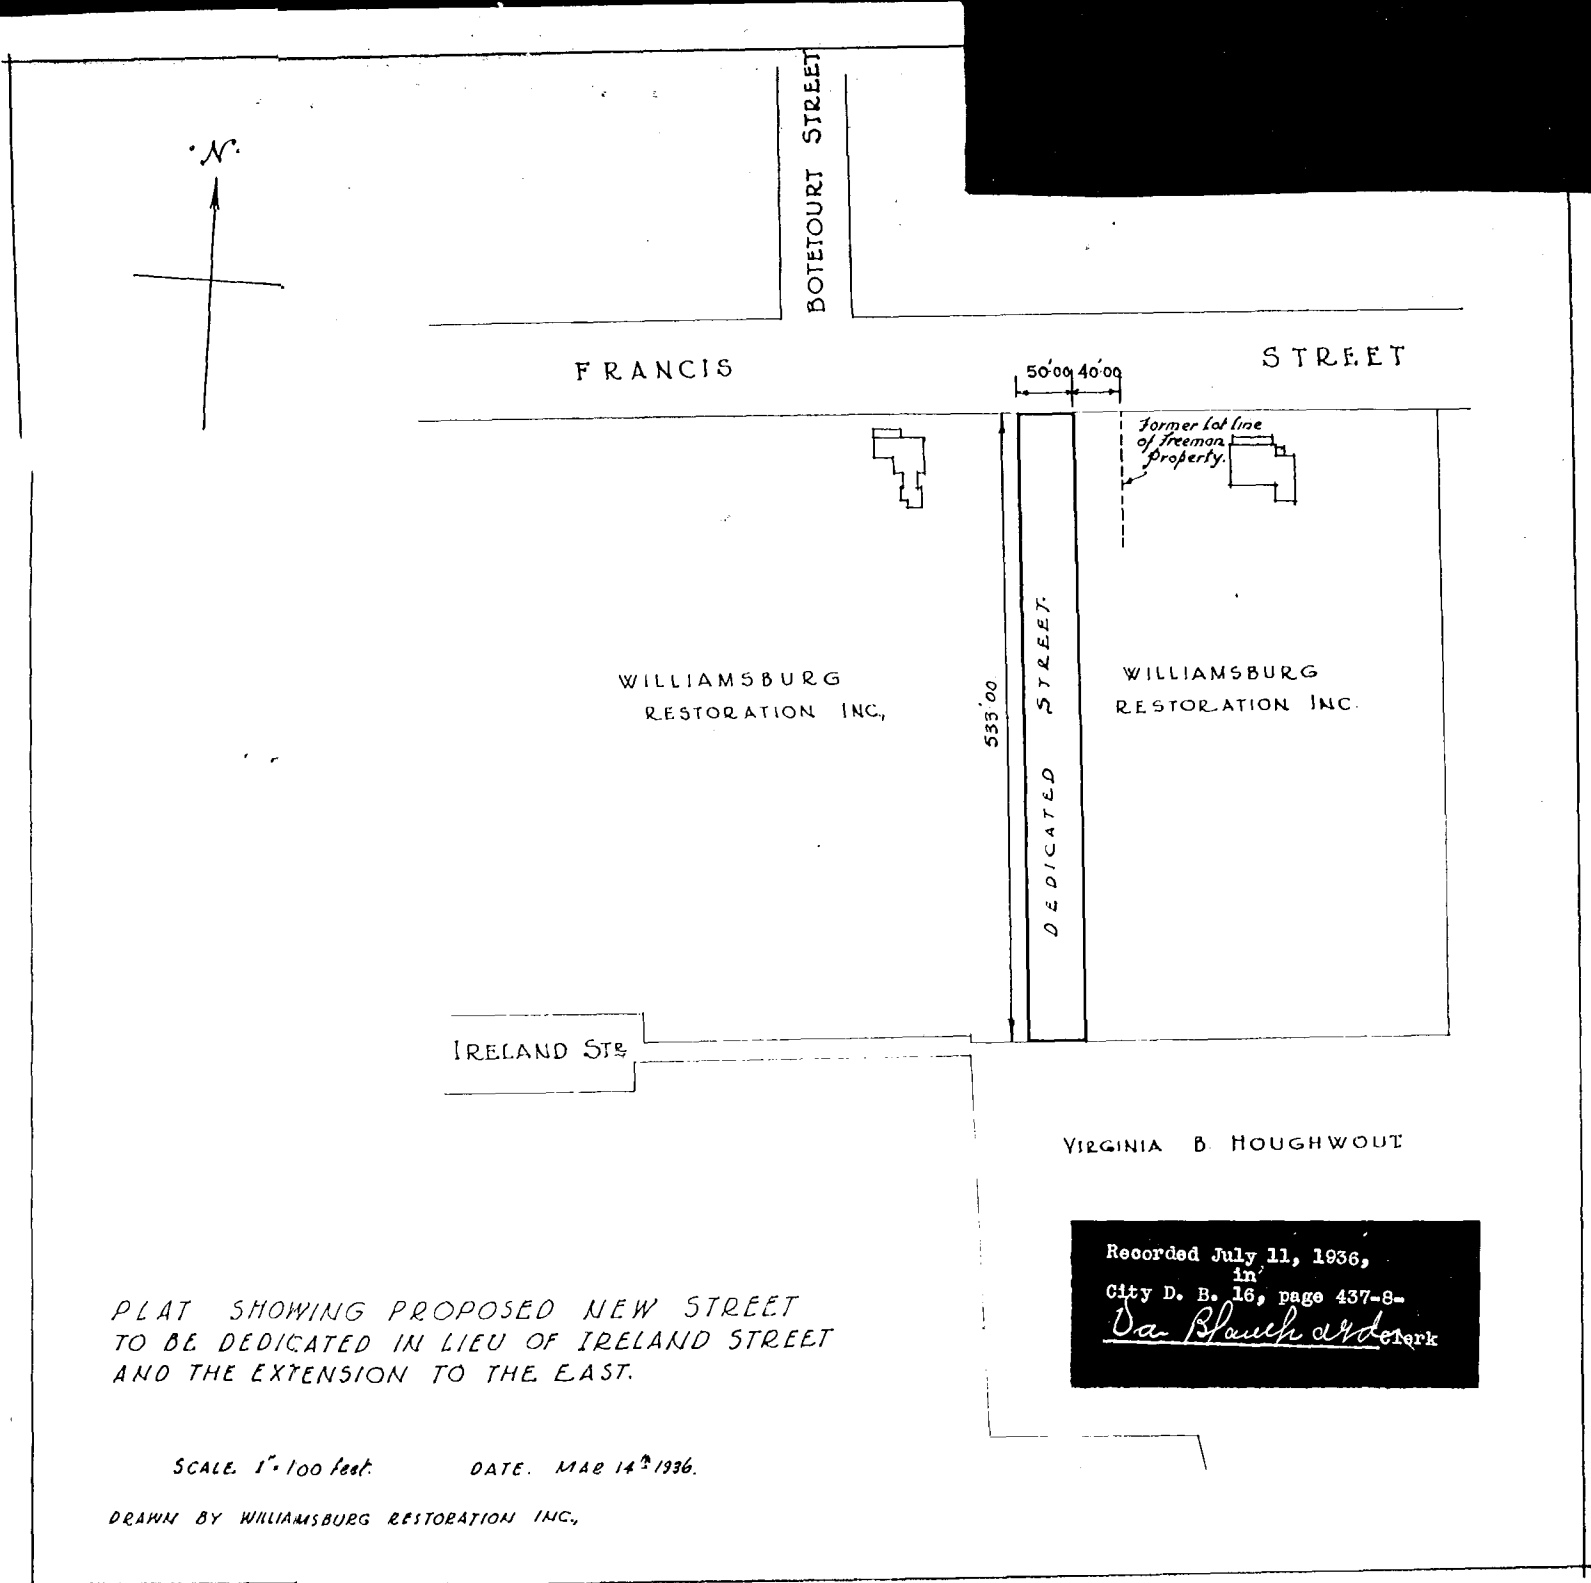 BOTETOURT STREET
·N·
FRANCIS STREET
50'00 40'00
Former lot line
of Freeman
Property.
533'00
DEDICATED STREET.
WILLIAMSBURG
RESTORATION INC.,
WILLIAMSBURG
RESTORATION INC.
IRELAND STR
VIRGINIA B. HOUGHWOUT
Recorded July 11, 1936,
in
City D. B. 16, page 437-8-
Clerk
PLAT SHOWING PROPOSED NEW STREET
TO BE DEDICATED IN LIEU OF IRELAND STREET
AND THE EXTENSION TO THE EAST.
SCALE 1"=100 feet. DATE. MAR 14th 1936.
DRAWN BY WILLIAMSBURG RESTORATION INC.,